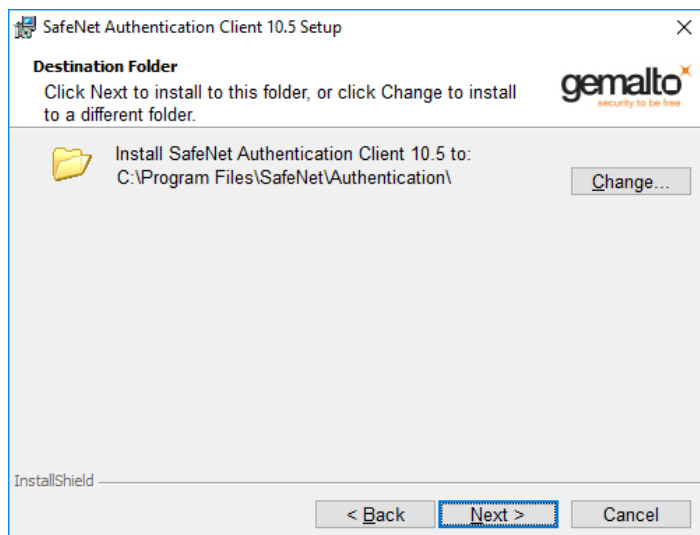 SafeNet Authentication Client 10.5 Setup
Destination Folder
Click Next to install to this folder, or click Change to install
to a different folder.
gemalto
security to be free
Install SafeNet Authentication Client 10.5 to:
C:\Program Files\SafeNet\Authentication\
Change...
InstallShield
< Back
Next >
Cancel